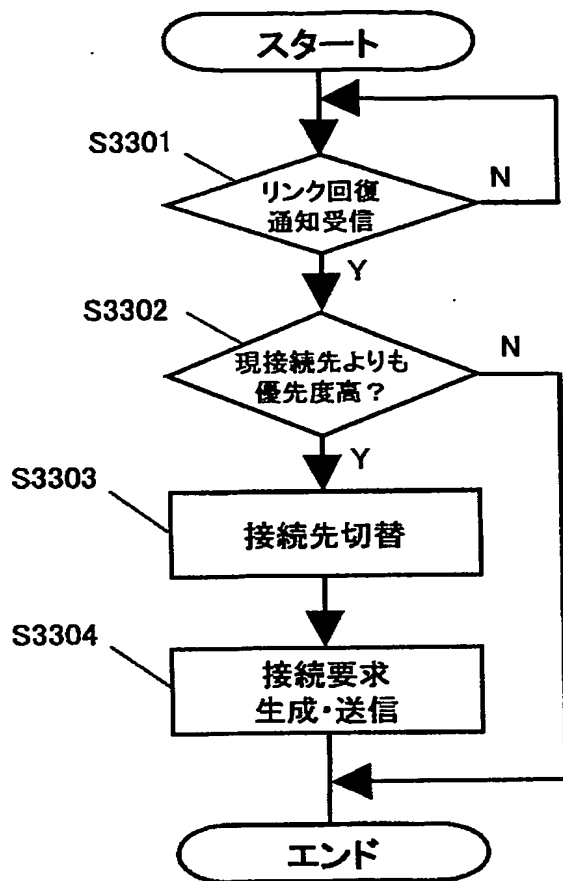 スタート
S3301
リンク回復
通知受信
N
Y
S3302
現接続先よりも
優先度高?
N
Y
S3303
接続先切替
S3304
接続要求
生成・送信
エンド